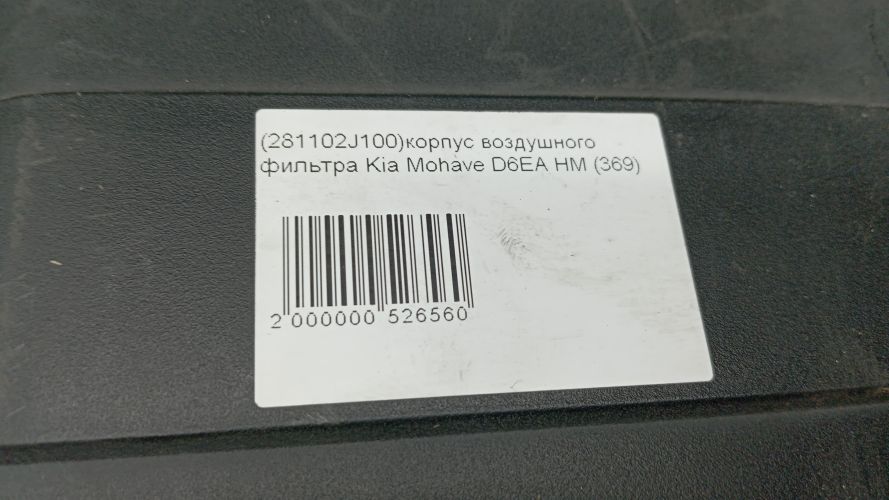 (281102J100)корпус воздушного
фильтра Kia Mohave D6EA HM (369)
2 000000 526560